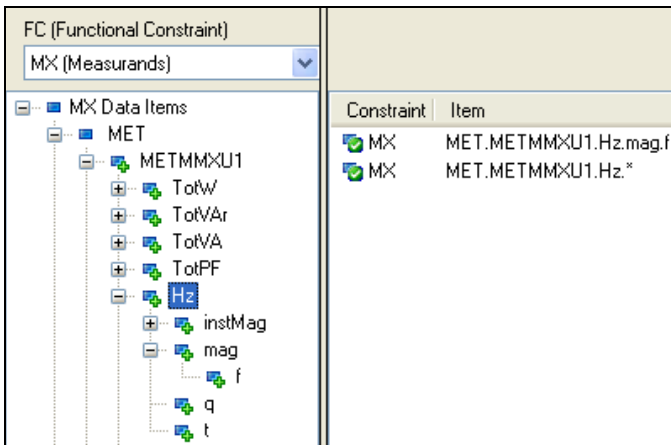 FC (Functional Constraint)
MX (Measurands)
MX Data Items
MET
METMMXU1
TotW
TotVAr
TotVA
TotPF
Hz
instMag
mag
f
q
t
Constraint Item
MX MET.METMMXU1.Hz.mag.f
MX MET.METMMXU1.Hz.*